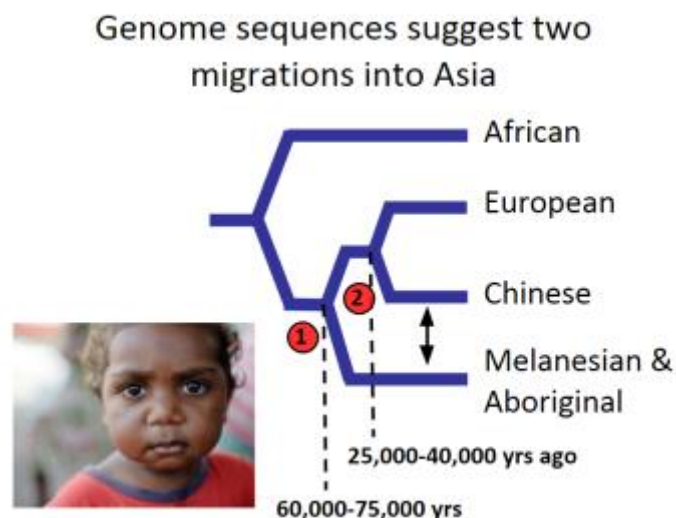 Genome sequences suggest two
migrations into Asia
African
European
2
Chinese
1
Melanesian &
Aboriginal
25,000-40,000 yrs ago
60,000-75,000 yrs